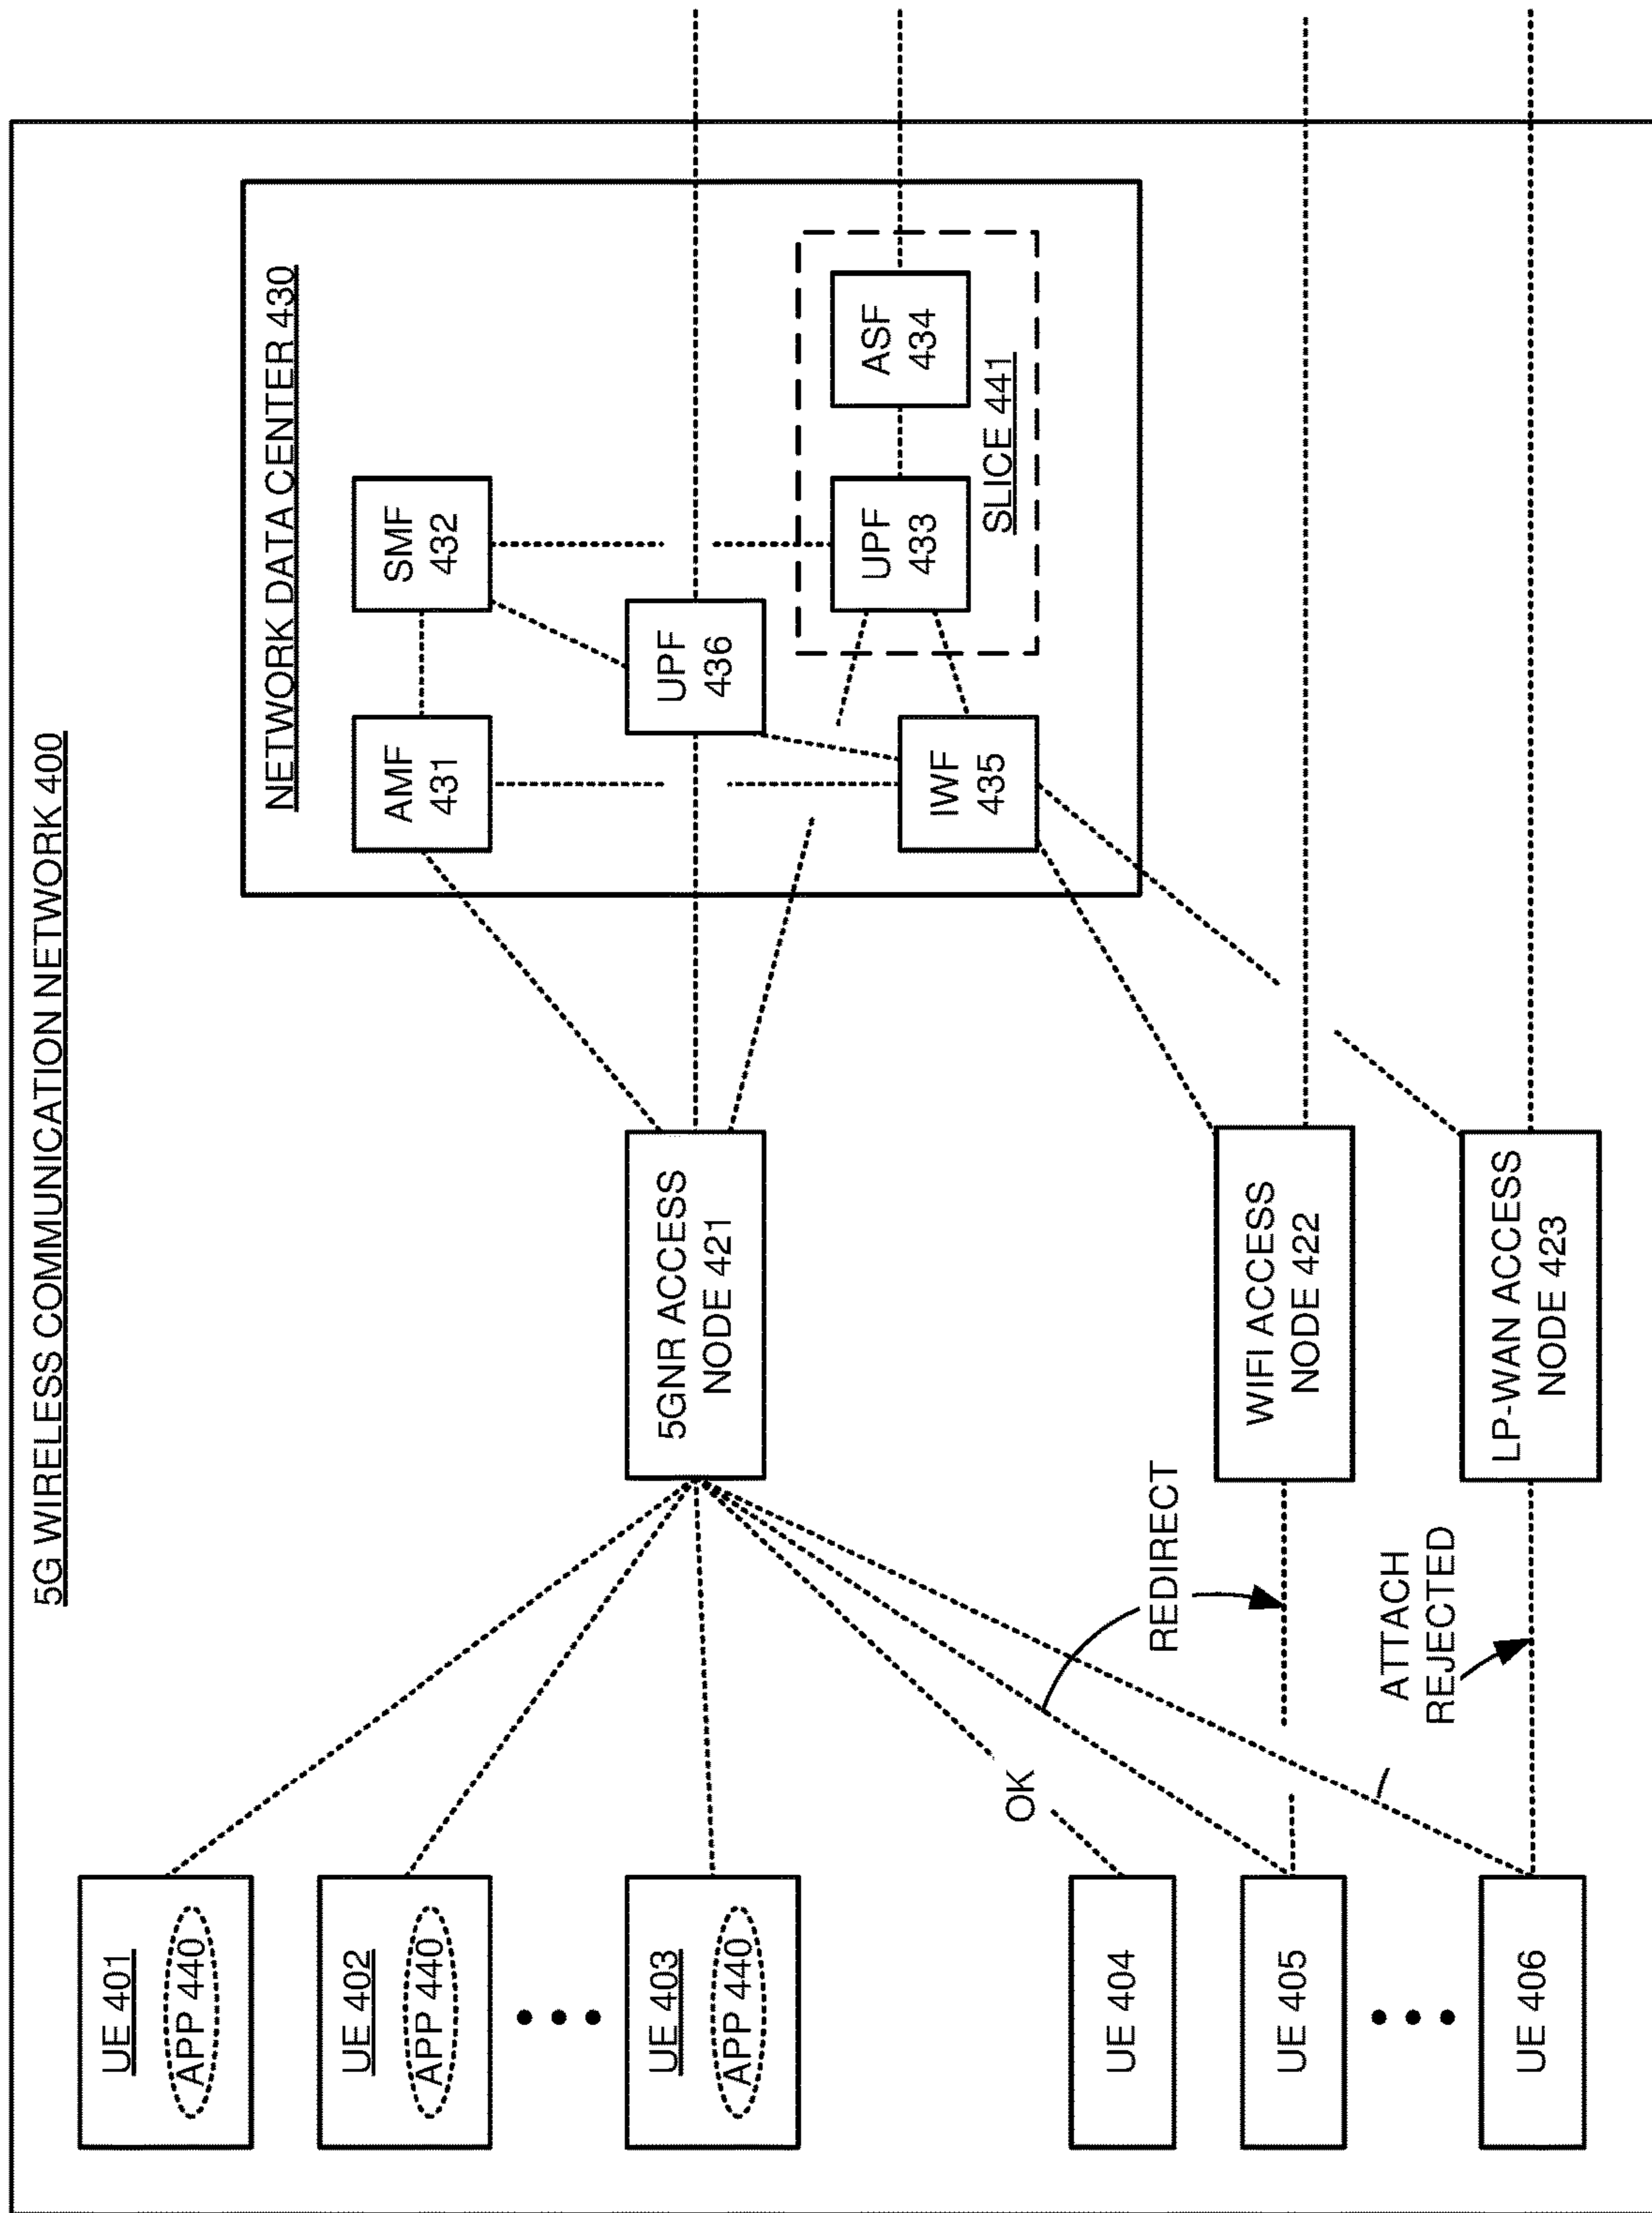 5G WIRELESS COMMUNICATION NETWORK 400
UE 401
APP 440
UE 402
APP 440
UE 403
APP 440
UE 404
UE 405
UE 406
OK
REDIRECT
ATTACH
REJECTED
5GNR ACCESS
NODE 421
WIFI ACCESS
NODE 422
LP-WAN ACCESS
NODE 423
NETWORK DATA CENTER 430
AMF
431
SMF
432
UPF
436
IWF
435
UPF
433
ASF
434
SLICE 441